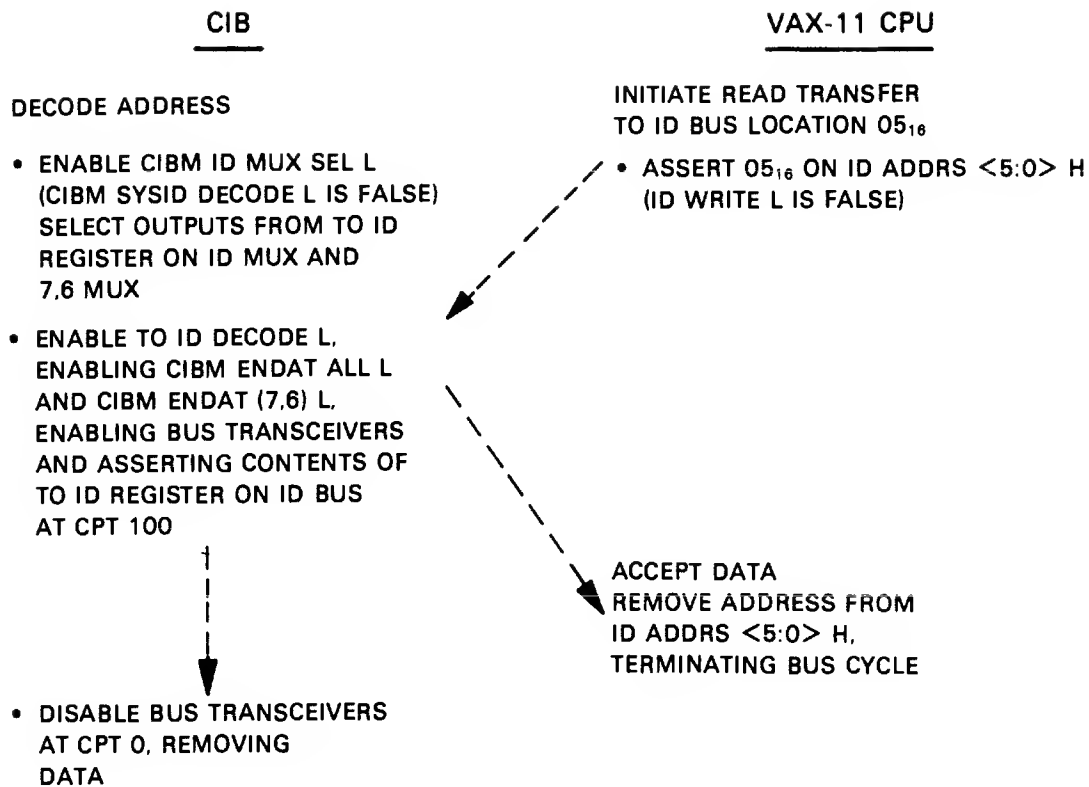 CIB
DECODE ADDRESS
• ENABLE CIBM ID MUX SEL L
(CIBM SYSID DECODE L IS FALSE)
SELECT OUTPUTS FROM TO ID
REGISTER ON ID MUX AND
7,6 MUX
• ENABLE TO ID DECODE L,
ENABLING CIBM ENDAT ALL L
AND CIBM ENDAT (7,6) L,
ENABLING BUS TRANSCEIVERS
AND ASSERTING CONTENTS OF
TO ID REGISTER ON ID BUS
AT CPT 100
• DISABLE BUS TRANSCEIVERS
AT CPT 0, REMOVING
DATA
VAX-11 CPU
INITIATE READ TRANSFER
TO ID BUS LOCATION 05₁₆
• ASSERT 05₁₆ ON ID ADDRS <5:0> H
(ID WRITE L IS FALSE)
ACCEPT DATA
REMOVE ADDRESS FROM
ID ADDRS <5:0> H,
TERMINATING BUS CYCLE